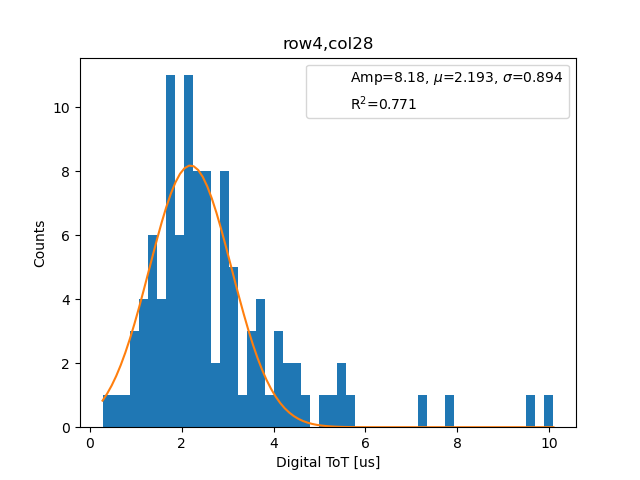 row4,col28
Amp=8.18, μ=2.193, σ=0.894
R²=0.771
Counts
10
8
6
4
2
0
0 2 4 6 8 10
Digital ToT [us]